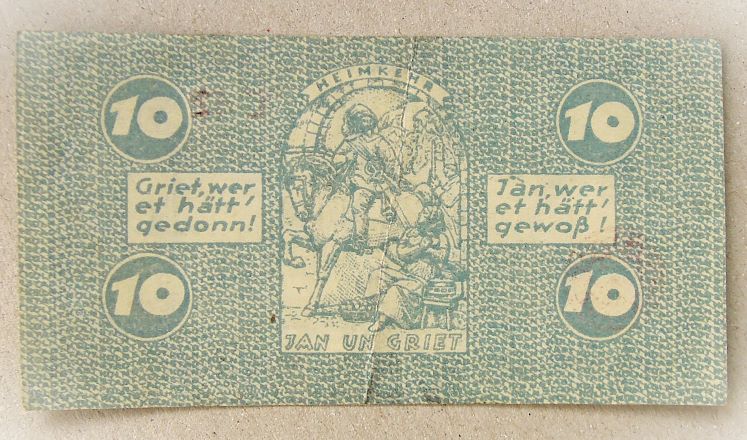 HEIMKEHR
10
10
Griet, wer
et hätt'
gedonn!
Jan, wer
et hätt'
gewoß!
10
10
JAN UN GRIET